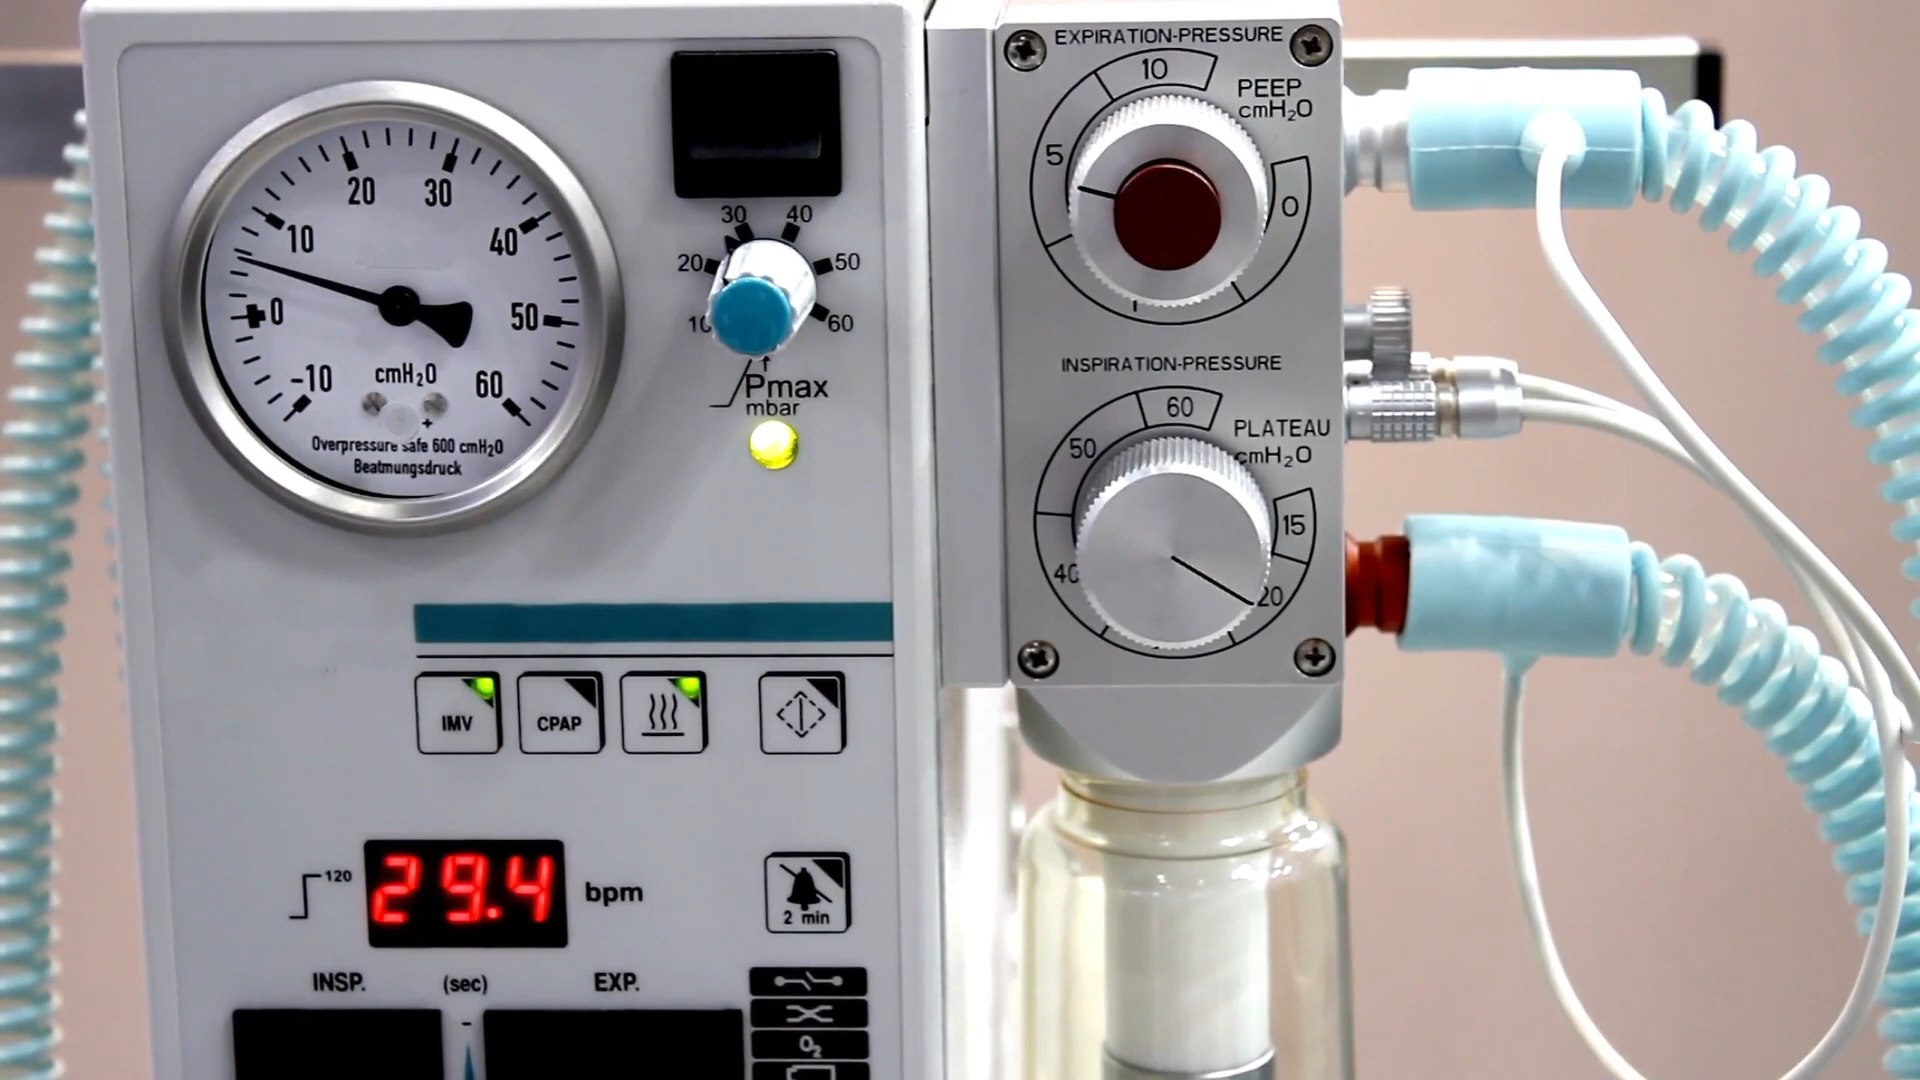 10
20
30
40
50
60
0
-10
cmH₂O
+
Overpressure safe 600 cmH₂O
Beatmungsdruck
30
40
20
50
10
60
Pmax
mbar
EXPIRATION-PRESSURE
10
PEEP
cmH₂O
5
0
INSPIRATION-PRESSURE
60
PLATEAU
cmH₂O
50
15
40
20
IMV
CPAP
120
29.4
bpm
2 min
INSP.
(sec)
EXP.
O₂